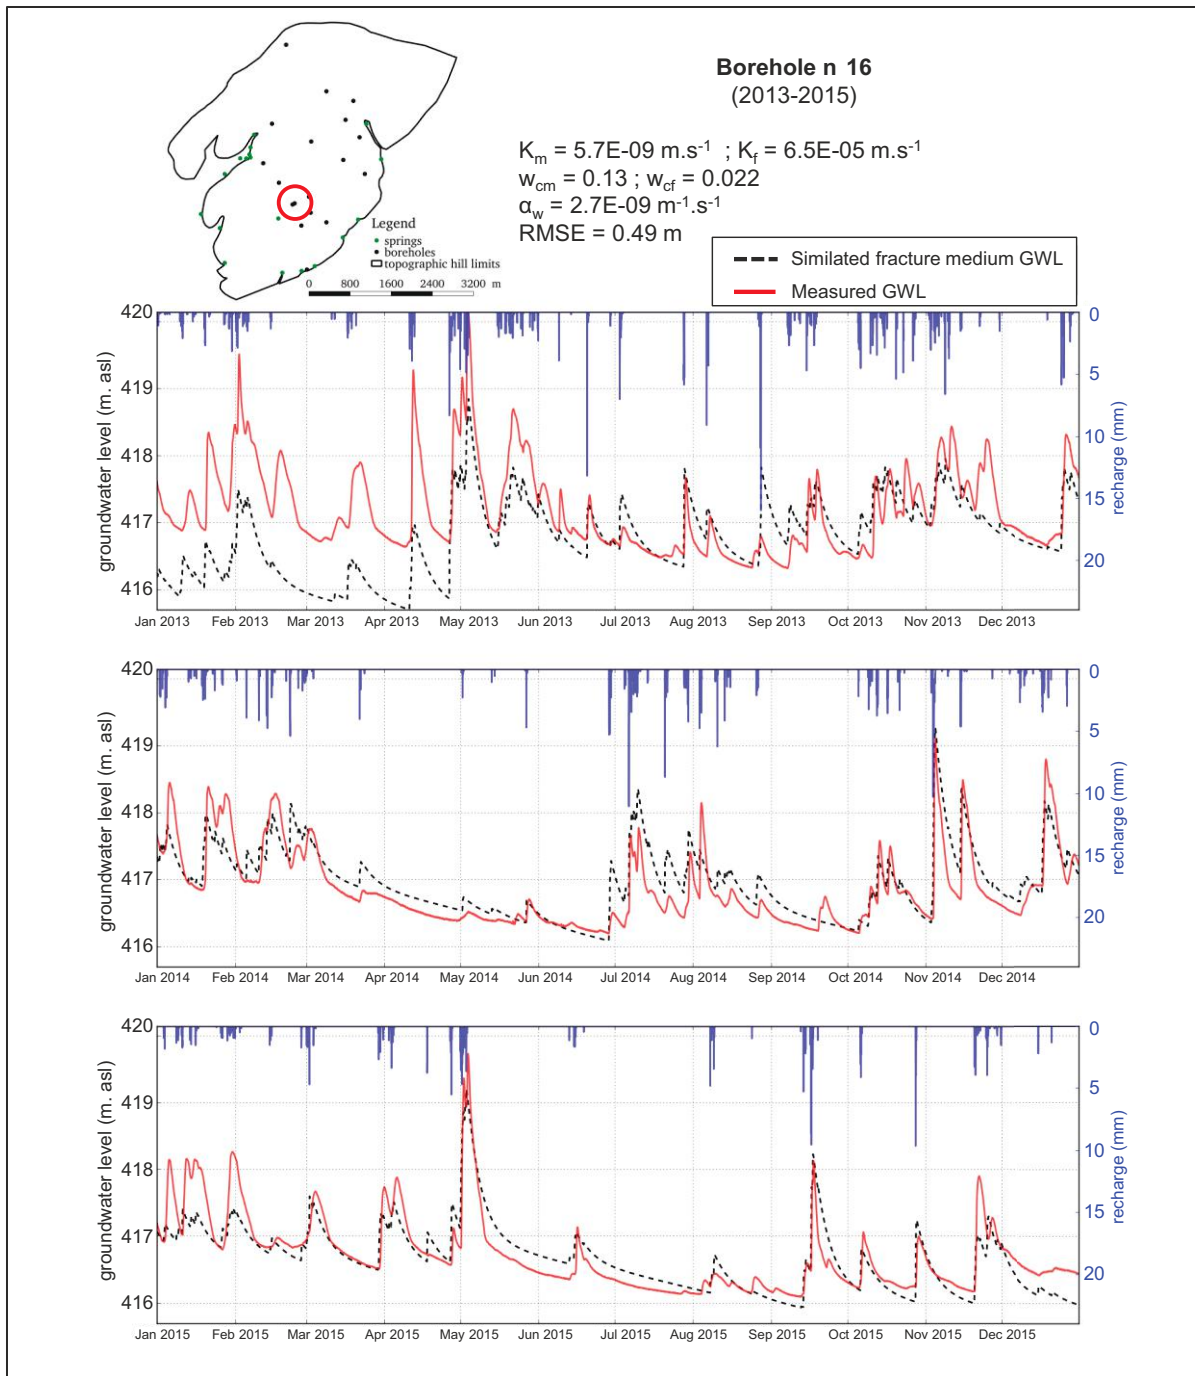 Borehole n 16
(2013-2015)
K_m = 5.7E-09 m.s⁻¹ ; K_f = 6.5E-05 m.s⁻¹
w_cm = 0.13 ; w_cf = 0.022
α_w = 2.7E-09 m⁻¹.s⁻¹
RMSE = 0.49 m
Legend
springs
boreholes
topographic hill limits
0 800 1600 2400 3200 m
Similated fracture medium GWL
Measured GWL
groundwater level (m. asl)
420
419
418
417
416
0
5
10
15
20
recharge (mm)
Jan 2013 Feb 2013 Mar 2013 Apr 2013 May 2013 Jun 2013 Jul 2013 Aug 2013 Sep 2013 Oct 2013 Nov 2013 Dec 2013
groundwater level (m. asl)
420
419
418
417
416
0
5
10
15
20
recharge (mm)
Jan 2014 Feb 2014 Mar 2014 Apr 2014 May 2014 Jun 2014 Jul 2014 Aug 2014 Sep 2014 Oct 2014 Nov 2014 Dec 2014
groundwater level (m. asl)
420
419
418
417
416
0
5
10
15
20
recharge (mm)
Jan 2015 Feb 2015 Mar 2015 Apr 2015 May 2015 Jun 2015 Jul 2015 Aug 2015 Sep 2015 Oct 2015 Nov 2015 Dec 2015